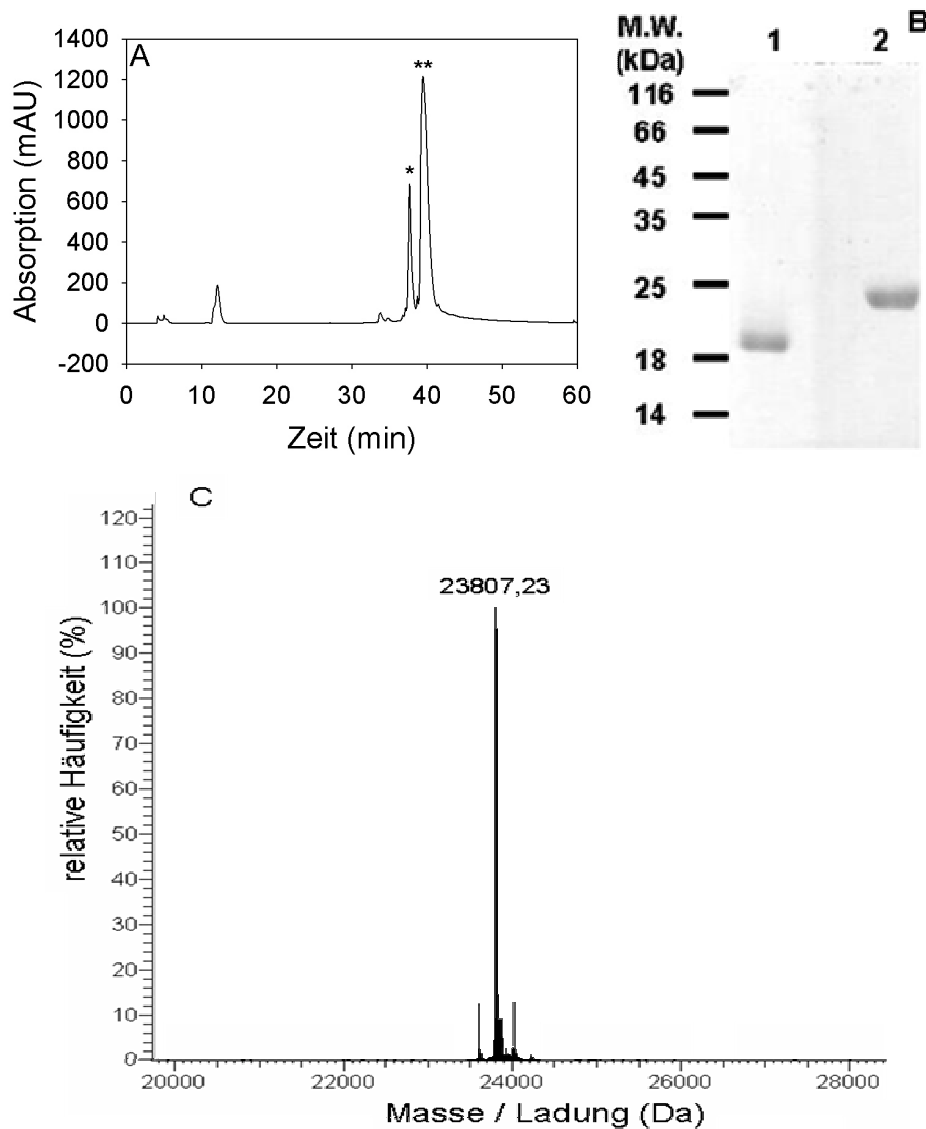 A
* **
1400
1200
1000
800
600
400
200
0
-200
Absorption (mAU)
0 10 20 30 40 50 60
Zeit (min)
B
M.W.
(kDa)
1 2
116
66
45
35
25
18
14
C
23807,23
120
110
100
90
80
70
60
50
40
30
20
10
0
relative Häufigkeit (%)
20000 22000 24000 26000 28000
Masse / Ladung (Da)